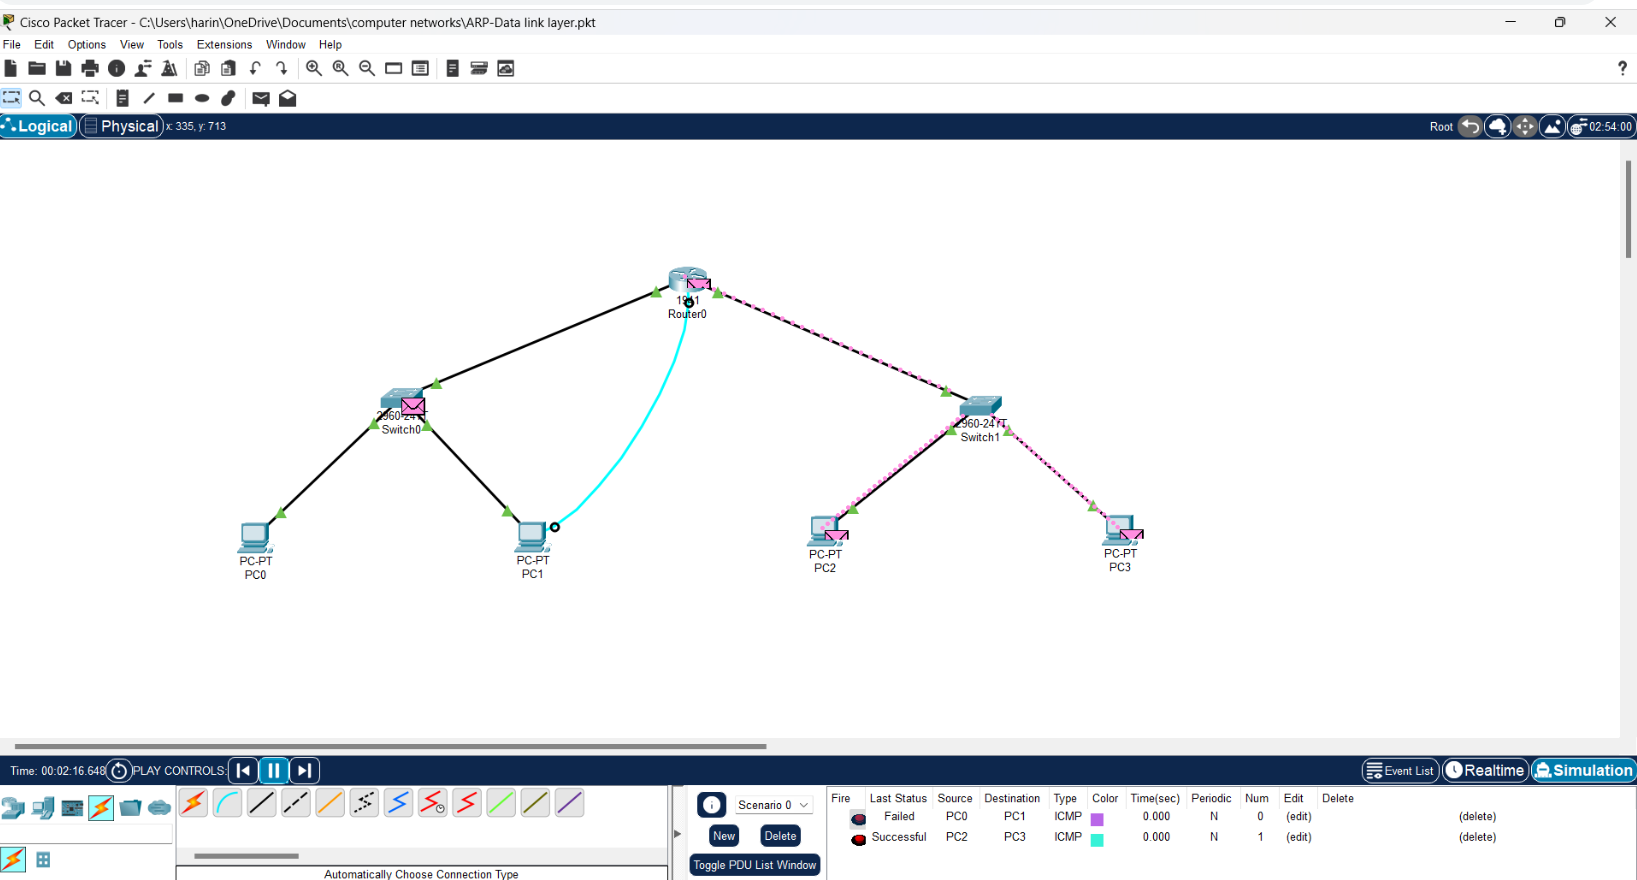 Cisco Packet Tracer - C:\Users\harin\OneDrive\Documents\computer networks\ARP-Data link layer.pkt
File Edit Options View Tools Extensions Window Help
?
Logical Physical x: 335, y: 713 Root 02:54:00
Router0
Switch0
2960-24TT
Switch1
PC-PT
PC0
PC-PT
PC1
PC-PT
PC2
PC-PT
PC3
Time: 00:02:16.648 PLAY CONTROLS: Event List Realtime Simulation
Scenario 0
New Delete
Toggle PDU List Window
Automatically Choose Connection Type
Fire Last Status Source Destination Type Color Time(sec) Periodic Num Edit Delete
Failed PC0 PC1 ICMP 0.000 N 0 (edit) (delete)
Successful PC2 PC3 ICMP 0.000 N 1 (edit) (delete)